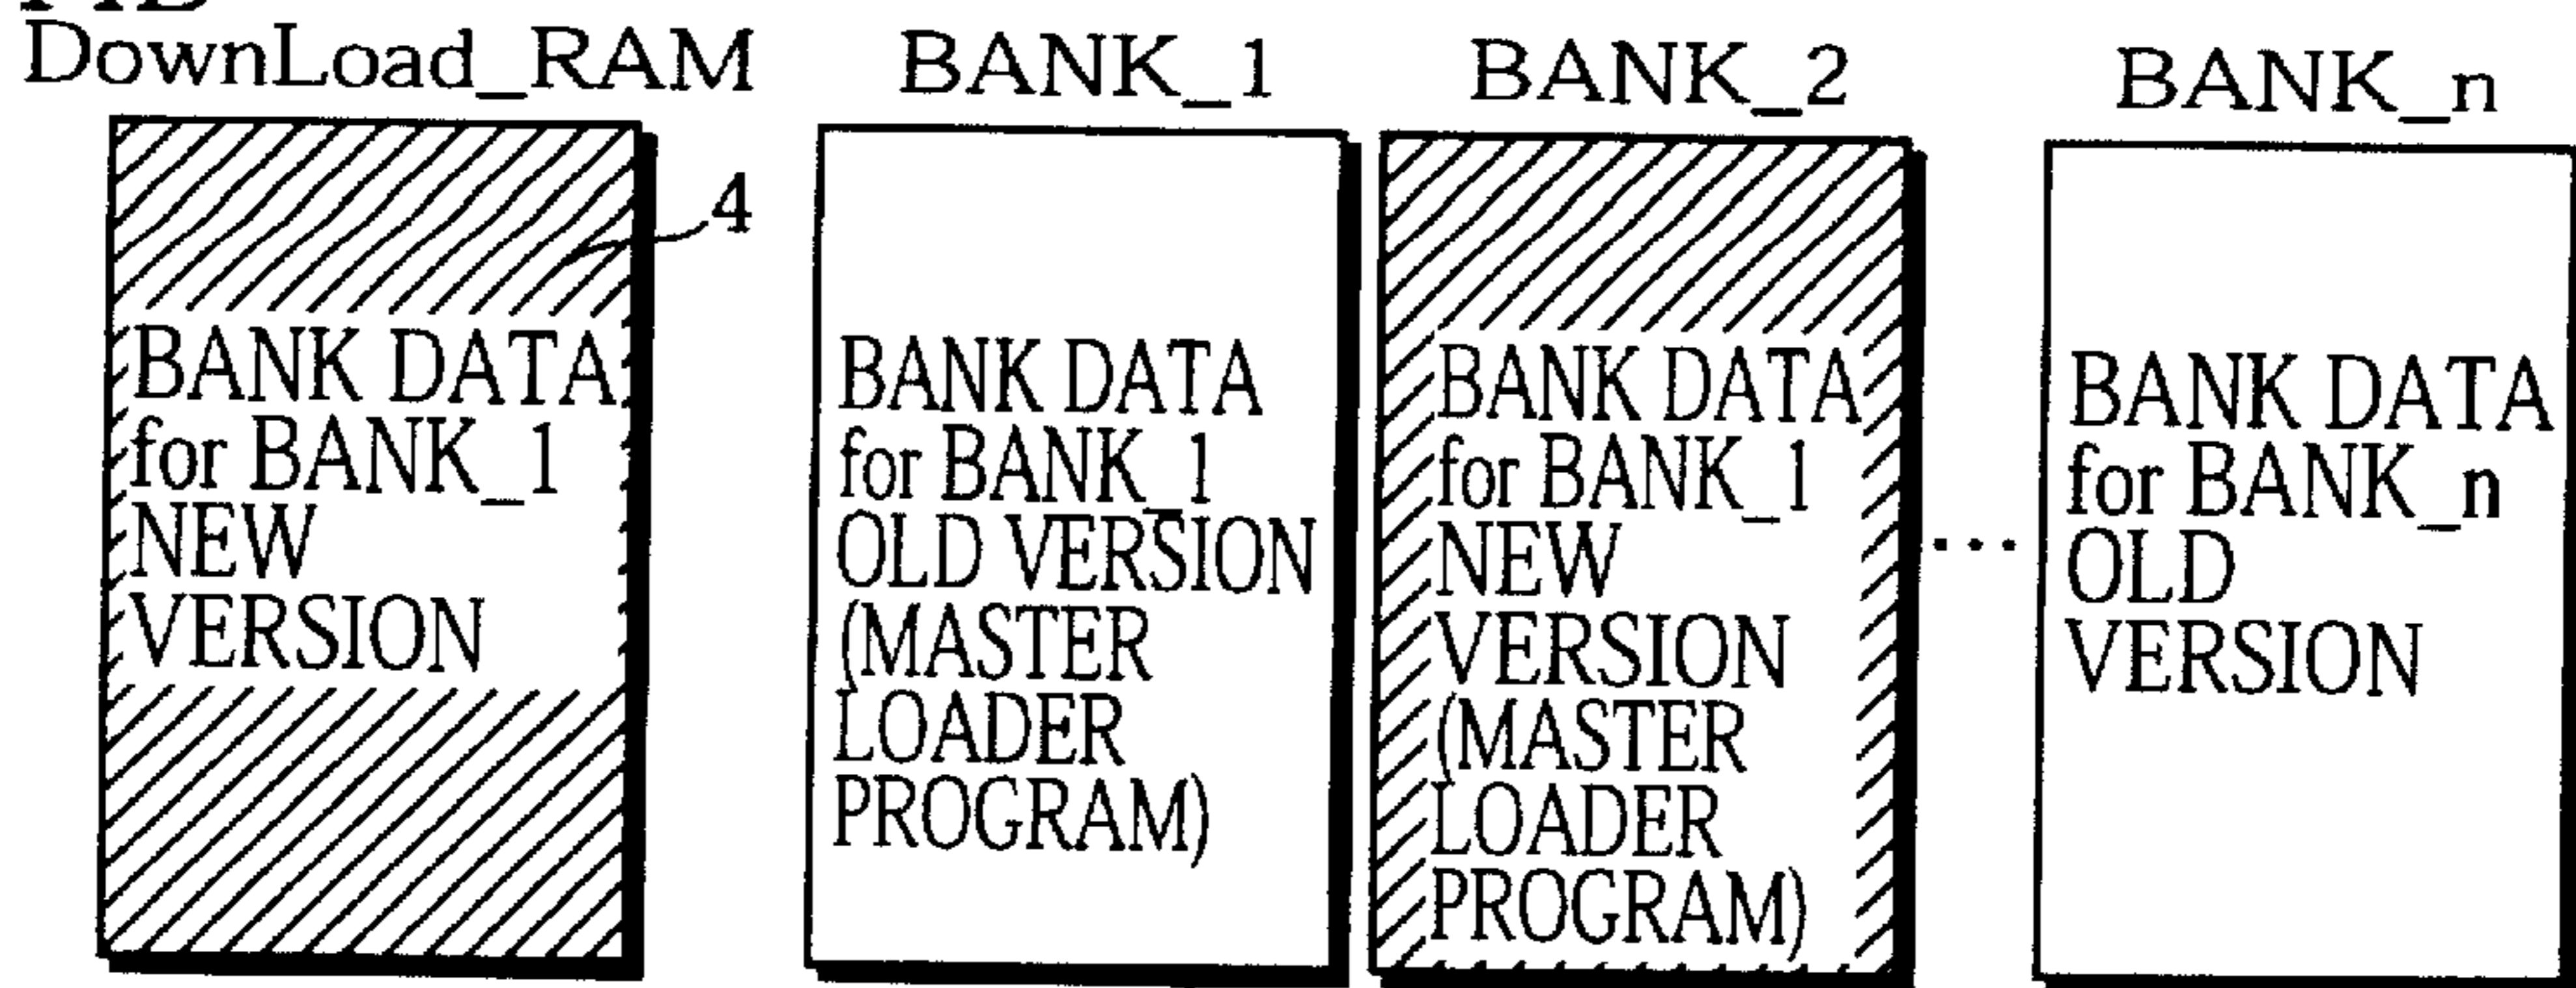 DownLoad_RAM
BANK_1
BANK_2
BANK_n
4
BANK DATA
for BANK_1
NEW
VERSION
BANK DATA
for BANK_1
OLD VERSION
(MASTER
LOADER
PROGRAM)
BANK DATA
for BANK_1
NEW
VERSION
(MASTER
LOADER
PROGRAM)
...
BANK DATA
for BANK_n
OLD
VERSION